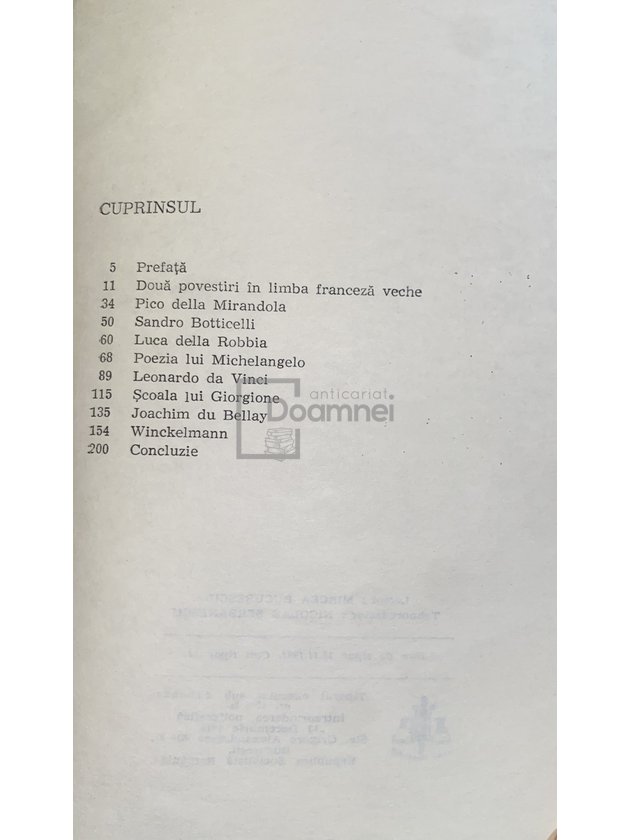 CUPRINSUL
5 Prefață
11 Două povestiri în limba franceză veche
34 Pico della Mirandola
50 Sandro Botticelli
60 Luca della Robbia
68 Poezia lui Michelangelo
89 Leonardo da Vinci
115 Școala lui Giorgione
135 Joachim du Bellay
154 Winckelmann
200 Concluzie
anticariat
Doamnei